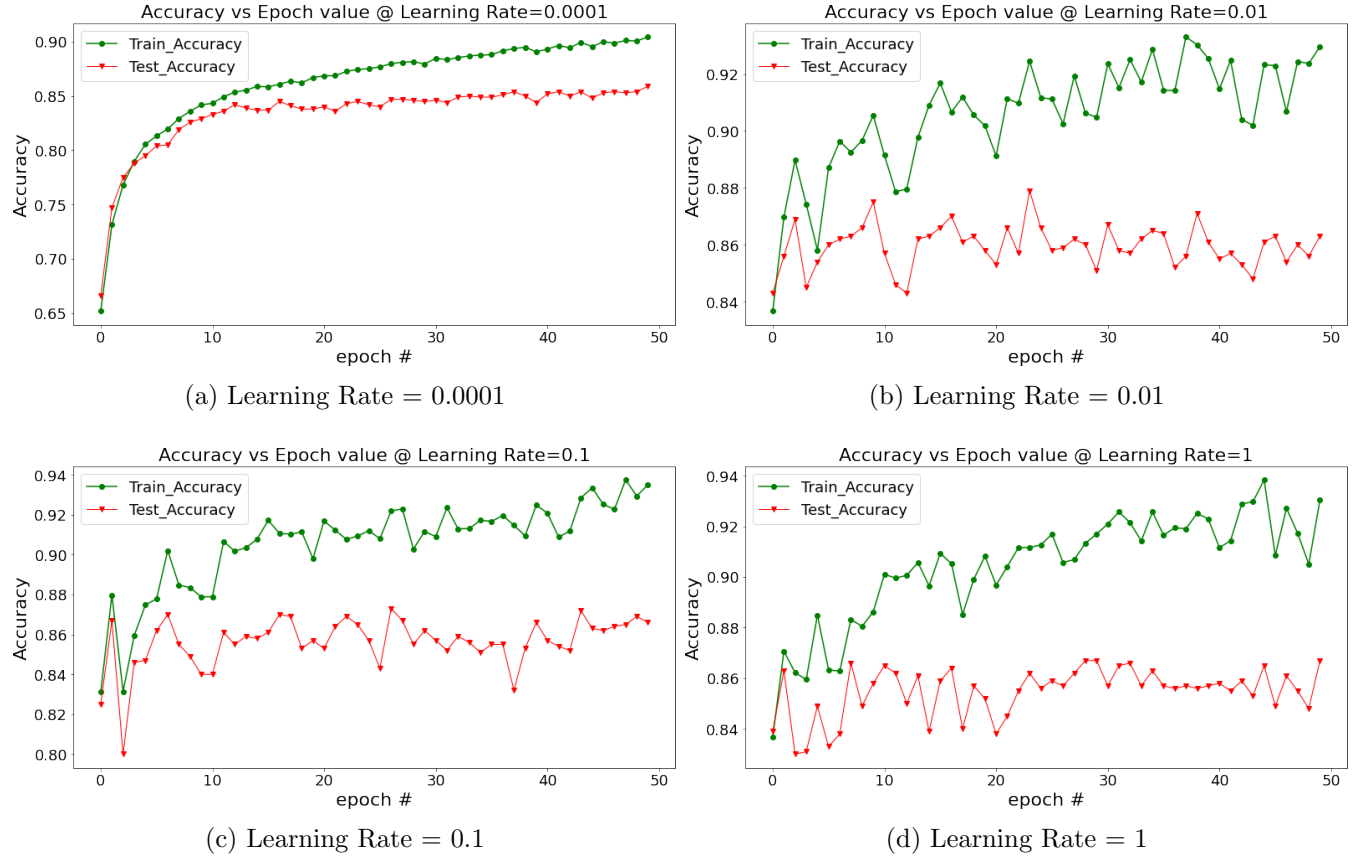 Accuracy vs Epoch value @ Learning Rate=0.0001
Train_Accuracy
Test_Accuracy
0.90
0.85
0.80
0.75
0.70
0.65
Accuracy
0 10 20 30 40 50
epoch #
(a) Learning Rate = 0.0001
Accuracy vs Epoch value @ Learning Rate=0.01
Train_Accuracy
Test_Accuracy
0.92
0.90
0.88
0.86
0.84
Accuracy
0 10 20 30 40 50
epoch #
(b) Learning Rate = 0.01
Accuracy vs Epoch value @ Learning Rate=0.1
Train_Accuracy
Test_Accuracy
0.94
0.92
0.90
0.88
0.86
0.84
0.82
0.80
Accuracy
0 10 20 30 40 50
epoch #
(c) Learning Rate = 0.1
Accuracy vs Epoch value @ Learning Rate=1
Train_Accuracy
Test_Accuracy
0.94
0.92
0.90
0.88
0.86
0.84
Accuracy
0 10 20 30 40 50
epoch #
(d) Learning Rate = 1